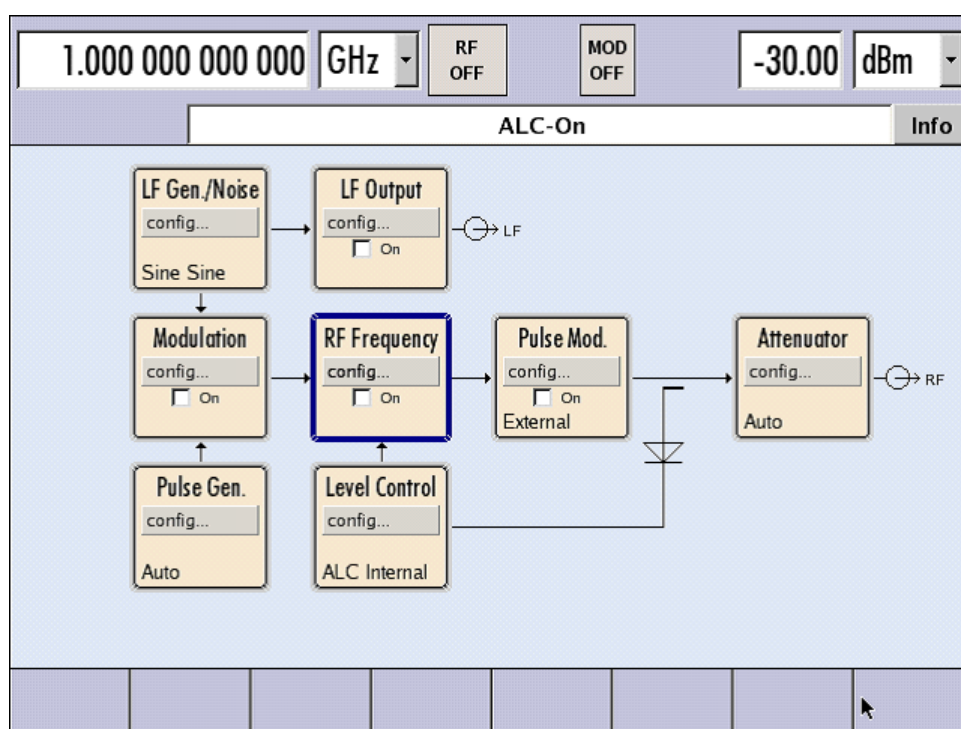 1.000 000 000 000 GHz RF OFF MOD OFF -30.00 dBm
ALC-On Info
LF Gen./Noise
config...
Sine Sine
LF Output
config...
On
LF
Modulation
config...
On
RF Frequency
config...
On
Pulse Mod.
config...
On
External
Attenuator
config...
Auto
RF
Pulse Gen.
config...
Auto
Level Control
config...
ALC Internal